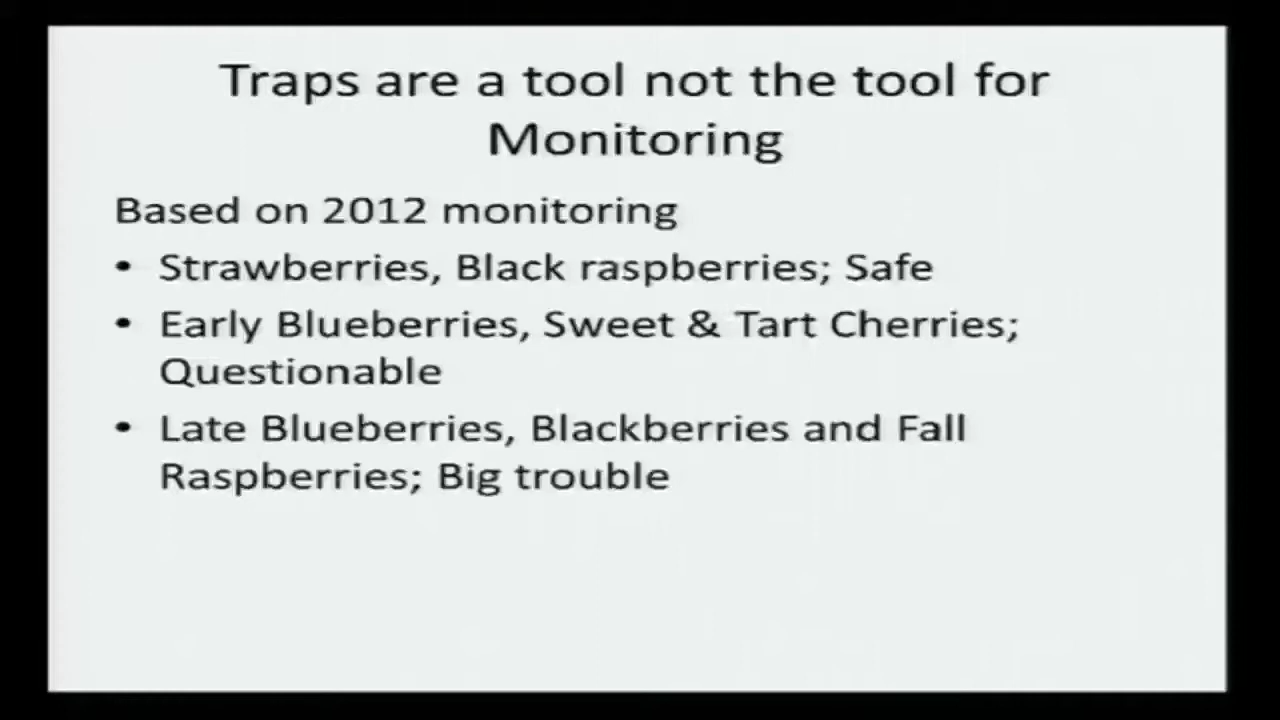 Traps are a tool not the tool for
Monitoring
Based on 2012 monitoring
• Strawberries, Black raspberries; Safe
• Early Blueberries, Sweet & Tart Cherries;
Questionable
• Late Blueberries, Blackberries and Fall
Raspberries; Big trouble